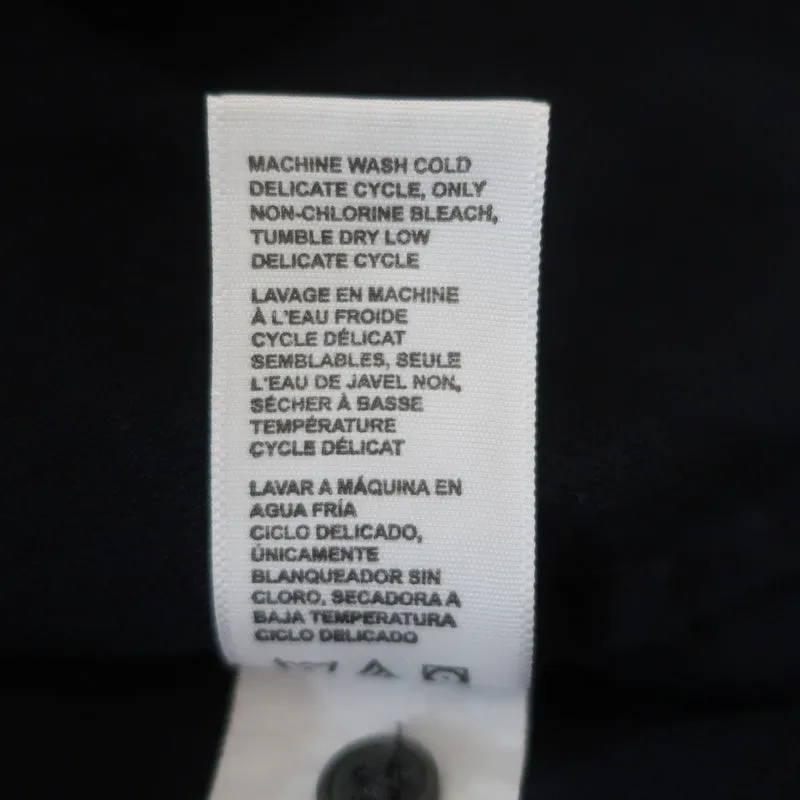 MACHINE WASH COLD
DELICATE CYCLE, ONLY
NON-CHLORINE BLEACH,
TUMBLE DRY LOW
DELICATE CYCLE
LAVAGE EN MACHINE
À L'EAU FROIDE
CYCLE DÉLICAT
SEMBLABLES, SEULE
L'EAU DE JAVEL NON,
SÉCHER À BASSE
TEMPÉRATURE
CYCLE DÉLICAT
LAVAR A MÁQUINA EN
AGUA FRÍA
CICLO DELICADO,
ÚNICAMENTE
BLANQUEADOR SIN
CLORO, SECADORA A
BAJA TEMPERATURA
CICLO DELICADO